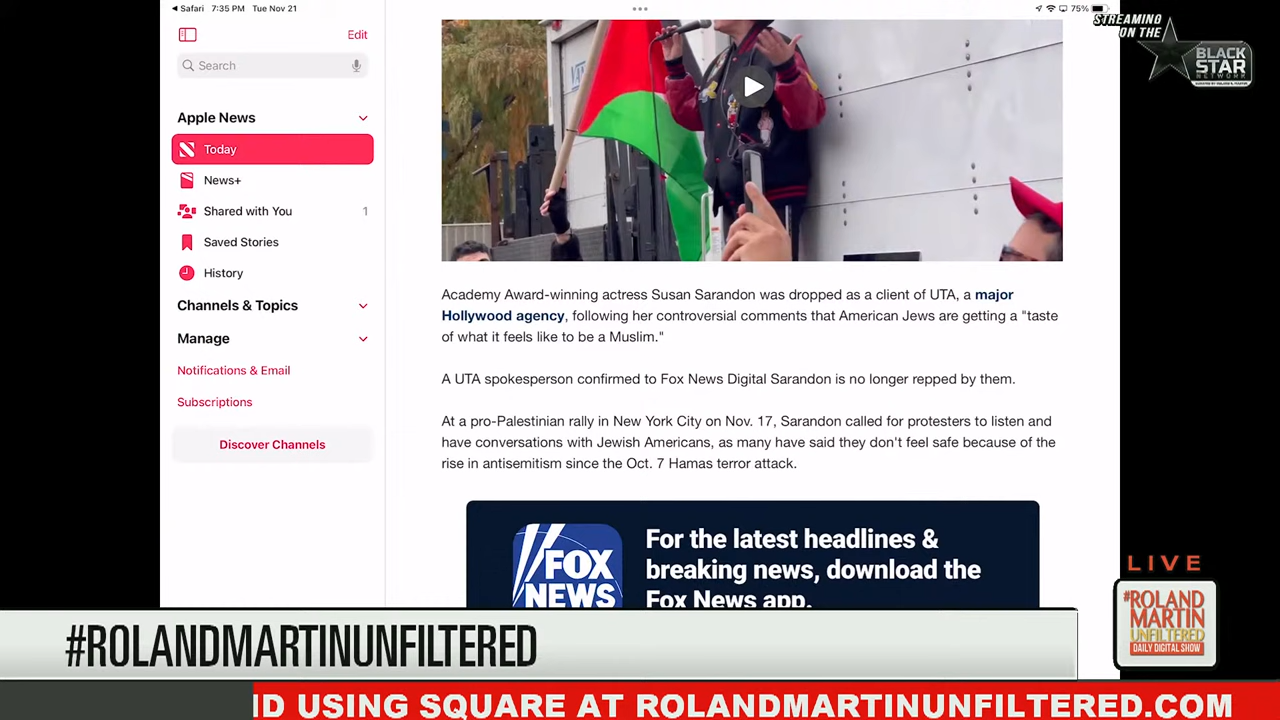 Safari 7:35 PM Tue Nov 21
75%
STREAMING
ON THE
BLACK
STAR
NETWORK
Edit
Search
Apple News
Today
News+
Shared with You 1
Saved Stories
History
Channels & Topics
Manage
Notifications & Email
Subscriptions
Discover Channels
Academy Award-winning actress Susan Sarandon was dropped as a client of UTA, a major
Hollywood agency, following her controversial comments that American Jews are getting a "taste
of what it feels like to be a Muslim."
A UTA spokesperson confirmed to Fox News Digital Sarandon is no longer repped by them.
At a pro-Palestinian rally in New York City on Nov. 17, Sarandon called for protesters to listen and
have conversations with Jewish Americans, as many have said they don't feel safe because of the
rise in antisemitism since the Oct. 7 Hamas terror attack.
FOX
NEWS
For the latest headlines &
breaking news, download the
Fox News app.
LIVE
#ROLAND
MARTIN
UNFILTERED
DAILY DIGITAL SHOW
#ROLANDMARTINUNFILTERED
ID USING SQUARE AT ROLANDMARTINUNFILTERED.COM